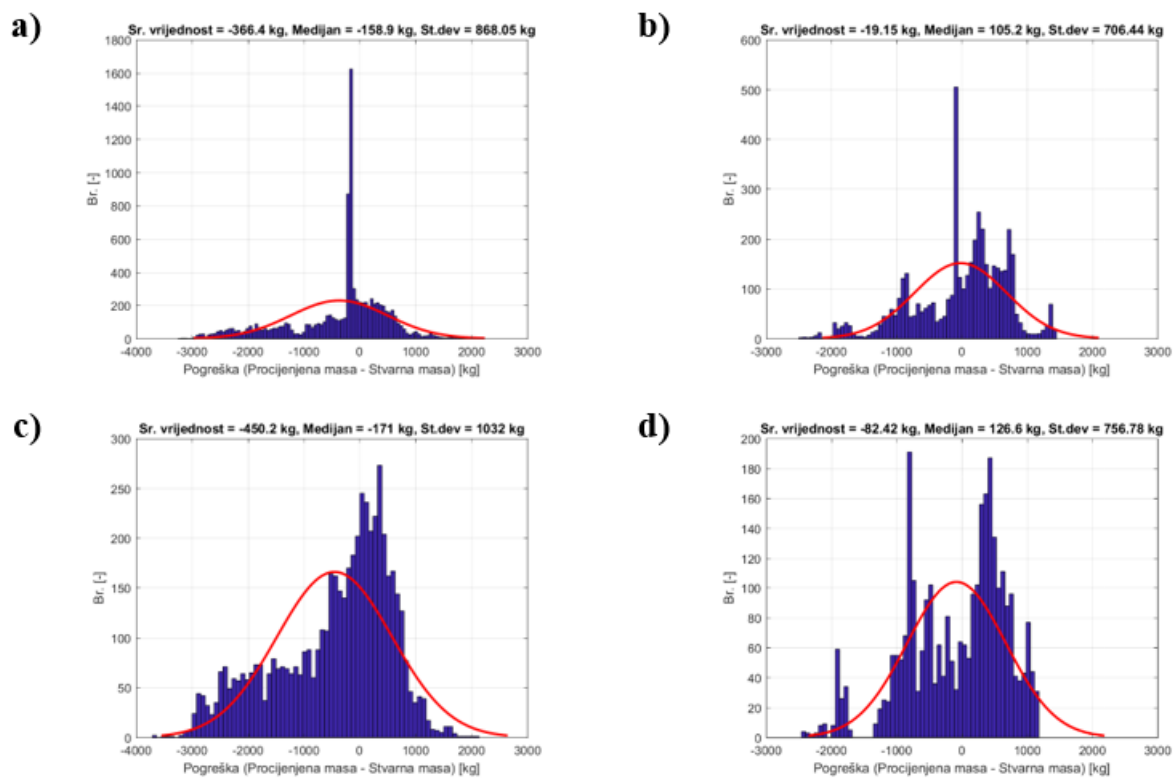 a)
Sr. vrijednost = -366.4 kg, Medijan = -158.9 kg, St.dev = 868.05 kg
1800
1600
1400
1200
1000
800
600
400
200
0
Br. [-]
-4000 -3000 -2000 -1000 0 1000 2000 3000
Pogreška (Procijenjena masa - Stvarna masa) [kg]
b)
Sr. vrijednost = -19.15 kg, Medijan = 105.2 kg, St.dev = 706.44 kg
600
500
400
300
200
100
0
Br. [-]
-3000 -2000 -1000 0 1000 2000 3000
Pogreška (Procijenjena masa - Stvarna masa) [kg]
c)
Sr. vrijednost = -450.2 kg, Medijan = -171 kg, St.dev = 1032 kg
300
250
200
150
100
50
0
Br. [-]
-4000 -3000 -2000 -1000 0 1000 2000 3000
Pogreška (Procijenjena masa - Stvarna masa) [kg]
d)
Sr. vrijednost = -82.42 kg, Medijan = 126.6 kg, St.dev = 756.78 kg
200
180
160
140
120
100
80
60
40
20
0
Br. [-]
-3000 -2000 -1000 0 1000 2000 3000
Pogreška (Procijenjena masa - Stvarna masa) [kg]